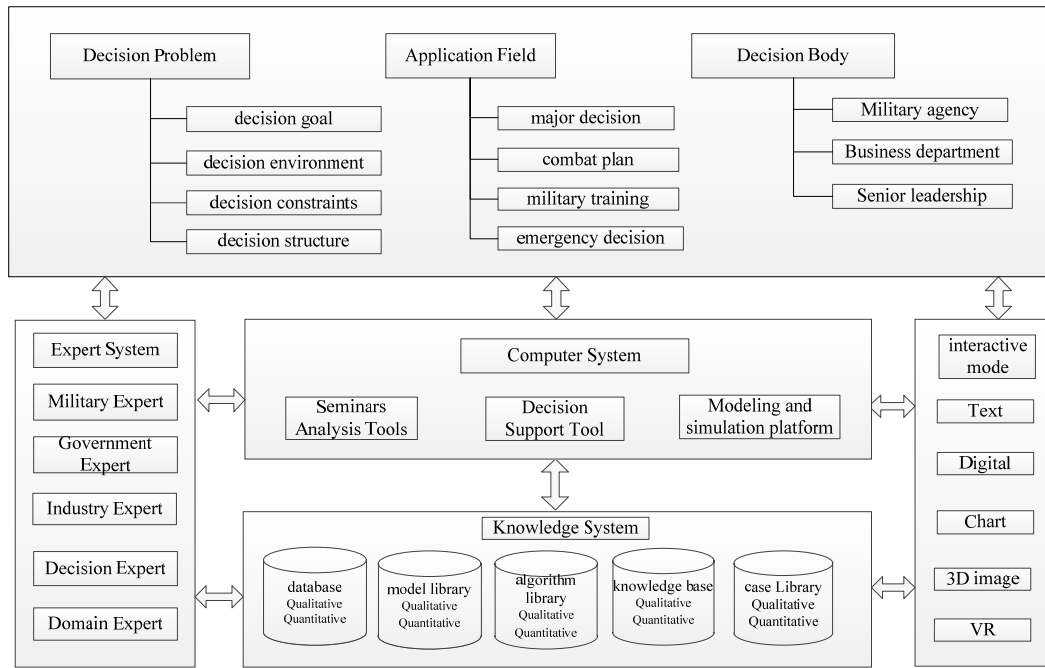 Decision Problem
decision goal
decision environment
decision constraints
decision structure
Application Field
major decision
combat plan
military training
emergency decision
Decision Body
Military agency
Business department
Senior leadership
Expert System
Military Expert
Government
Expert
Industry Expert
Decision Expert
Domain Expert
Computer System
Seminars
Analysis Tools
Decision
Support Tool
Modeling and
simulation platform
Knowledge System
database
Qualitative
Quantitative
model library
Qualitative
Quantitative
algorithm
library
Qualitative
Quantitative
knowledge base
Qualitative
Quantitative
case Library
Qualitative
Quantitative
interactive
mode
Text
Digital
Chart
3D image
VR